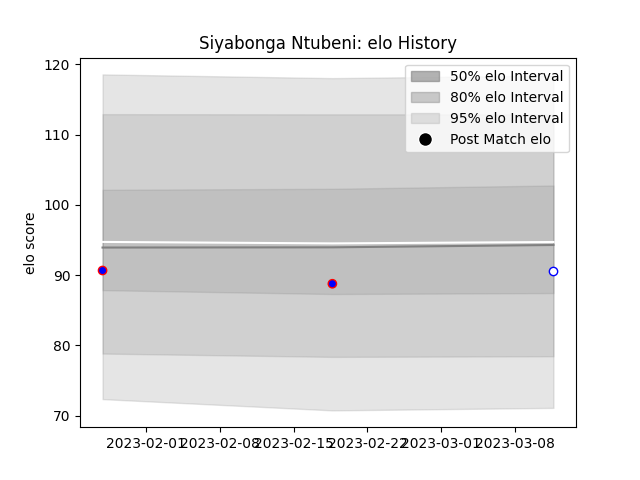 Siyabonga Ntubeni: elo History
50% elo Interval
80% elo Interval
95% elo Interval
Post Match elo
elo score
120
110
100
90
80
70
2023-02-01 2023-02-08 2023-02-15 2023-02-22 2023-03-01 2023-03-08